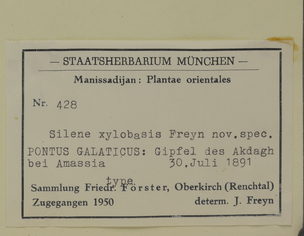 — STAATSHERBARIUM MÜNCHEN —
Manissadijan: Plantae orientales
Nr. 428
Silene xylobasis Freyn nov.spec.
PONTUS GALATICUS: Gipfel des Akdagh
bei Amassia 30.Juli 1891
type
Sammlung Friedr. Forster, Oberkirch (Renchtal)
Zugegangen 1950 determ. J. Freyn